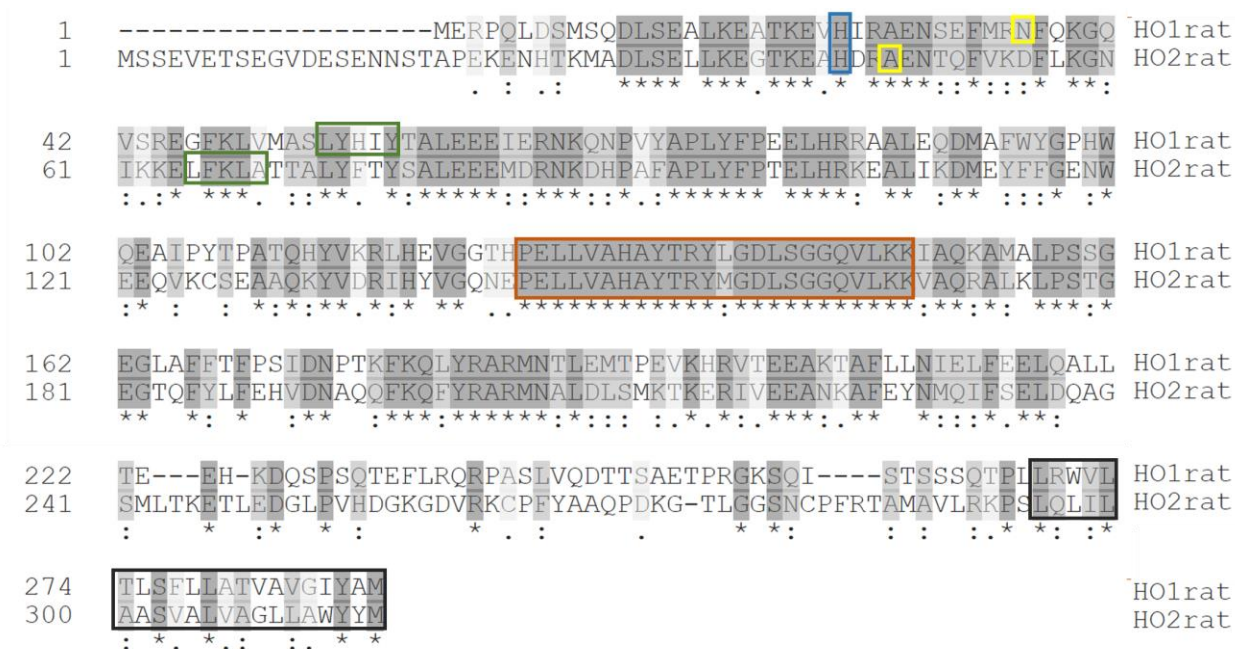 1 -------------------MERPQLDSMSQDLSEALKEATKEVHIRAENSEFMRNFQKGQ HO1rat
1 MSSEVETSEGVDESENNSTAPEKENHTKMADLSELLKEGTKEAHDRAENTQFVKDFLKGN HO2rat
. : .: **** ***.***.* ****::*:::* **:
42 VSREGFKLVMASLYHIYTALEEEIERNKQNPVYAPLYFPEELHRRAALEQDMAFWYGPHW HO1rat
61 IKKELFKLATTALYFTYSALEEEMDRNKDHPAFAPLYFPTELHRKEALIKDMEYFFGENW HO2rat
:.:* ***. ::**. *:*****::***::*.:****** ****: ** :** :::* :*
102 QEAIPYTPATQHYVKRLHEVGGTHPELLVAHAYTRYLGDLSGGQVLKKIAQKAMALPSSG HO1rat
121 EEQVKCSEAAQKYVDRIHYVGQNEPELLVAHAYTRYMGDLSGGQVLKKVAQRALKLPSTG HO2rat
:* : : *:*:**.*:* ** ..************:***********:***:*: ***:*
162 EGLAFFTFPSIDNPTKFKQLYRARMNTLEMTPEVKHRVTEEAKTAFLLNIELFEELQALL HO1rat
181 EGTQFYLFEHVDNAQQFKQFYRARMNALDLSMKTKERIVEEANKAFEYNMQIFSELDQAG HO2rat
** *: * :** :***:******:*::: :.*.*:.***:.** *:::*.**:
222 TE---EH-KDQSPSQTEFLRQRPASLVQDTTSAETPRGKSQI----STSSSQTPLLRWVL HO1rat
241 SMLTKETLEDGLPVHDGKGDVRKCPFYAAQPDKG-TLGGSNCPFRTAMAVLRKPSLQLIL HO2rat
: * :* * : * . : . * *: : : :.* *: :*
274 TLSFLLATVAVGIYAM HO1rat
300 AASVALVAGLLAWYYM HO2rat
: *. *.: :. * *